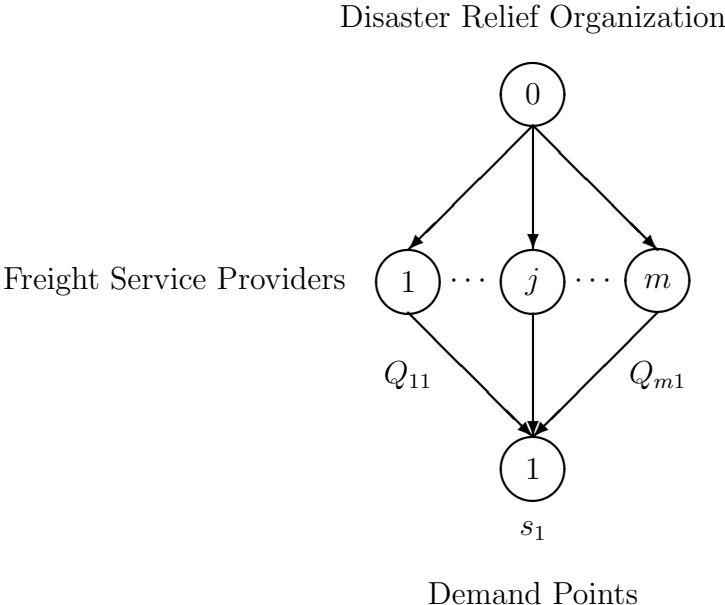 Disaster Relief Organization
0
Freight Service Providers
1 ⋯ j ⋯ m
Q₁₁
Qₘ₁
1
s₁
Demand Points